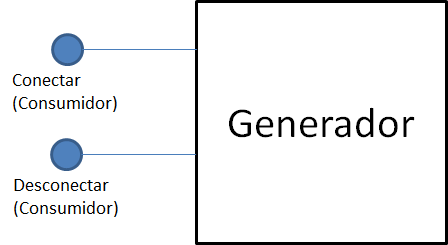 Conectar
(Consumidor)
Generador
Desconectar
(Consumidor)